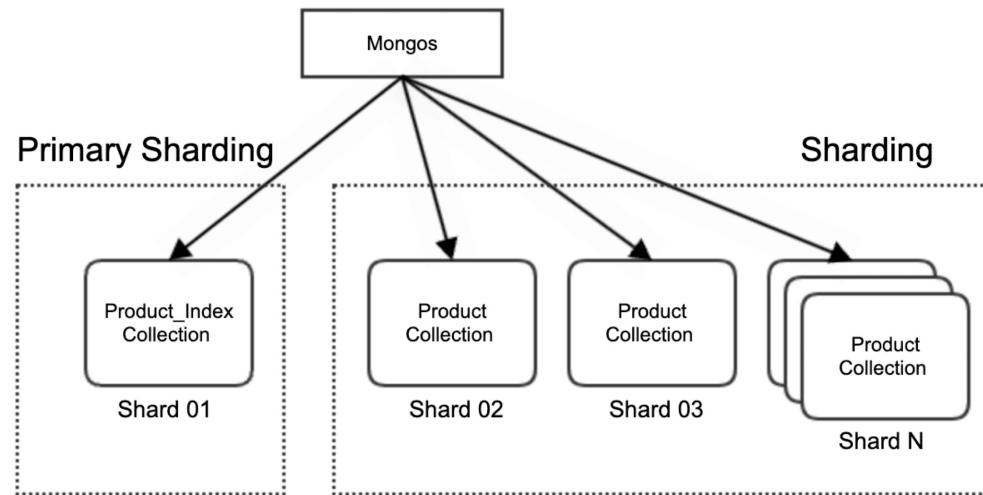 Mongos
Primary Sharding
Sharding
Product_Index
Collection
Shard 01
Product
Collection
Shard 02
Product
Collection
Shard 03
Product
Collection
Shard N